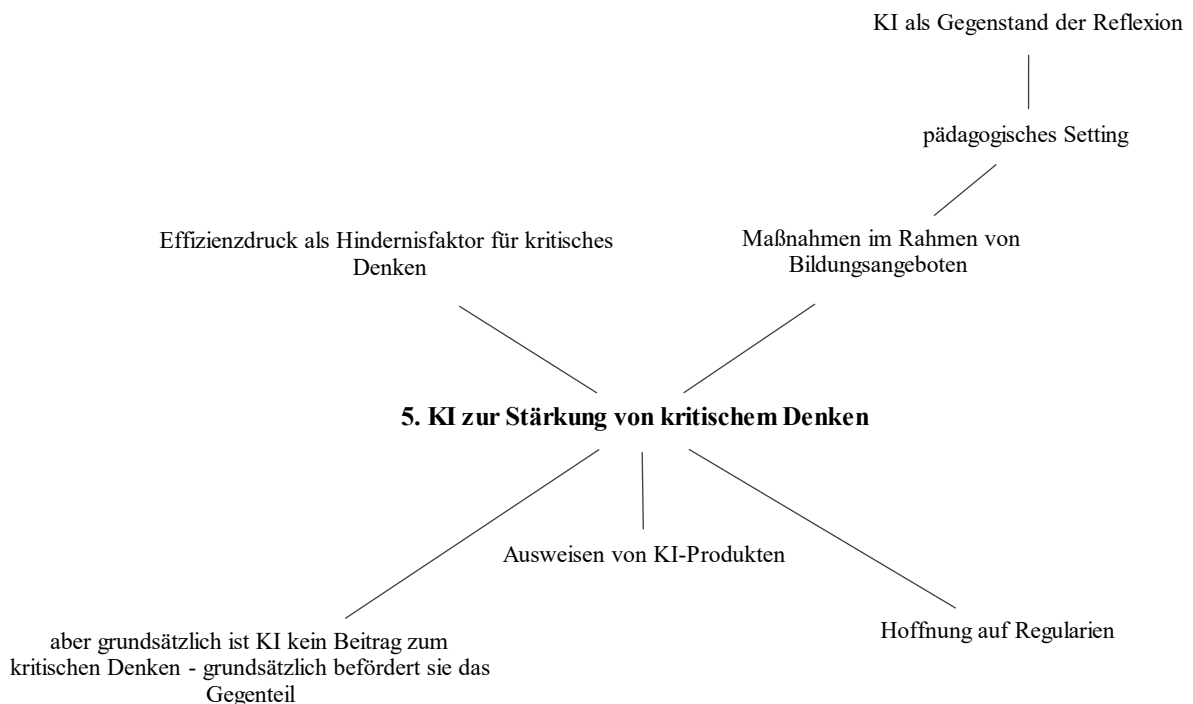 KI als Gegenstand der Reflexion
pädagogisches Setting
Effizienzdruck als Hindernisfaktor für kritisches
Denken
Maßnahmen im Rahmen von
Bildungsangeboten
5. KI zur Stärkung von kritischem Denken
Ausweisen von KI-Produkten
aber grundsätzlich ist KI kein Beitrag zum
kritischen Denken - grundsätzlich befördert sie das
Gegenteil
Hoffnung auf Regularien